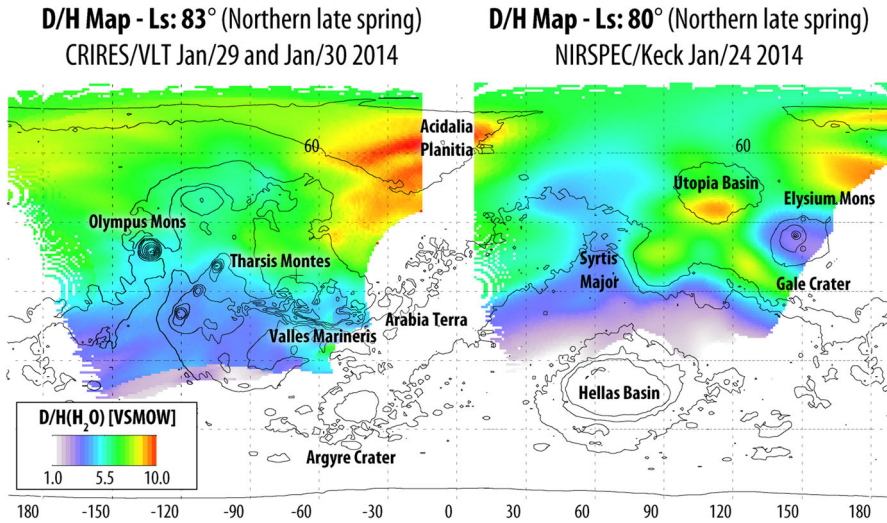 D/H Map - Ls: 83° (Northern late spring)
CRIRES/VLT Jan/29 and Jan/30 2014
D/H Map - Ls: 80° (Northern late spring)
NIRSPEC/Keck Jan/24 2014
Acidalia
Planitia
60
60
Utopia Basin
Elysium Mons
Olympus Mons
Tharsis Montes
Syrtis
Major
Gale Crater
Arabia Terra
Valles Marineris
Hellas Basin
Argyre Crater
D/H(H₂O) [VSMOW]
1.0 5.5 10.0
180 -150 -120 -90 -60 -30 0 30 60 90 120 150 180